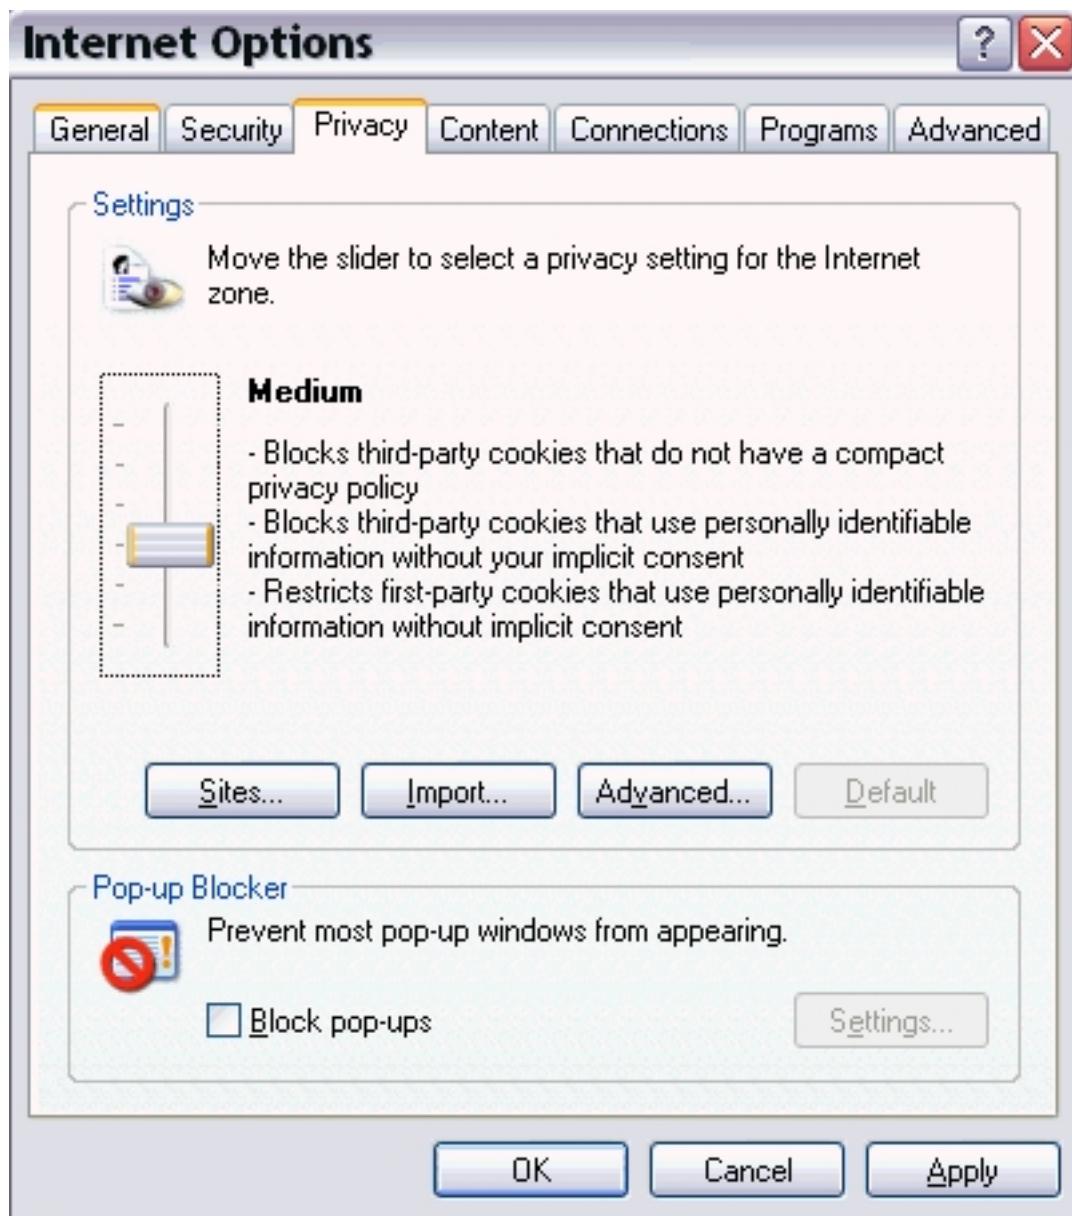 Internet Options
General Security Privacy Content Connections Programs Advanced
Settings
Move the slider to select a privacy setting for the Internet
zone.
Medium
- Blocks third-party cookies that do not have a compact
privacy policy
- Blocks third-party cookies that use personally identifiable
information without your implicit consent
- Restricts first-party cookies that use personally identifiable
information without implicit consent
Sites... Import... Advanced... Default
Pop-up Blocker
Prevent most pop-up windows from appearing.
Block pop-ups Settings...
OK Cancel Apply